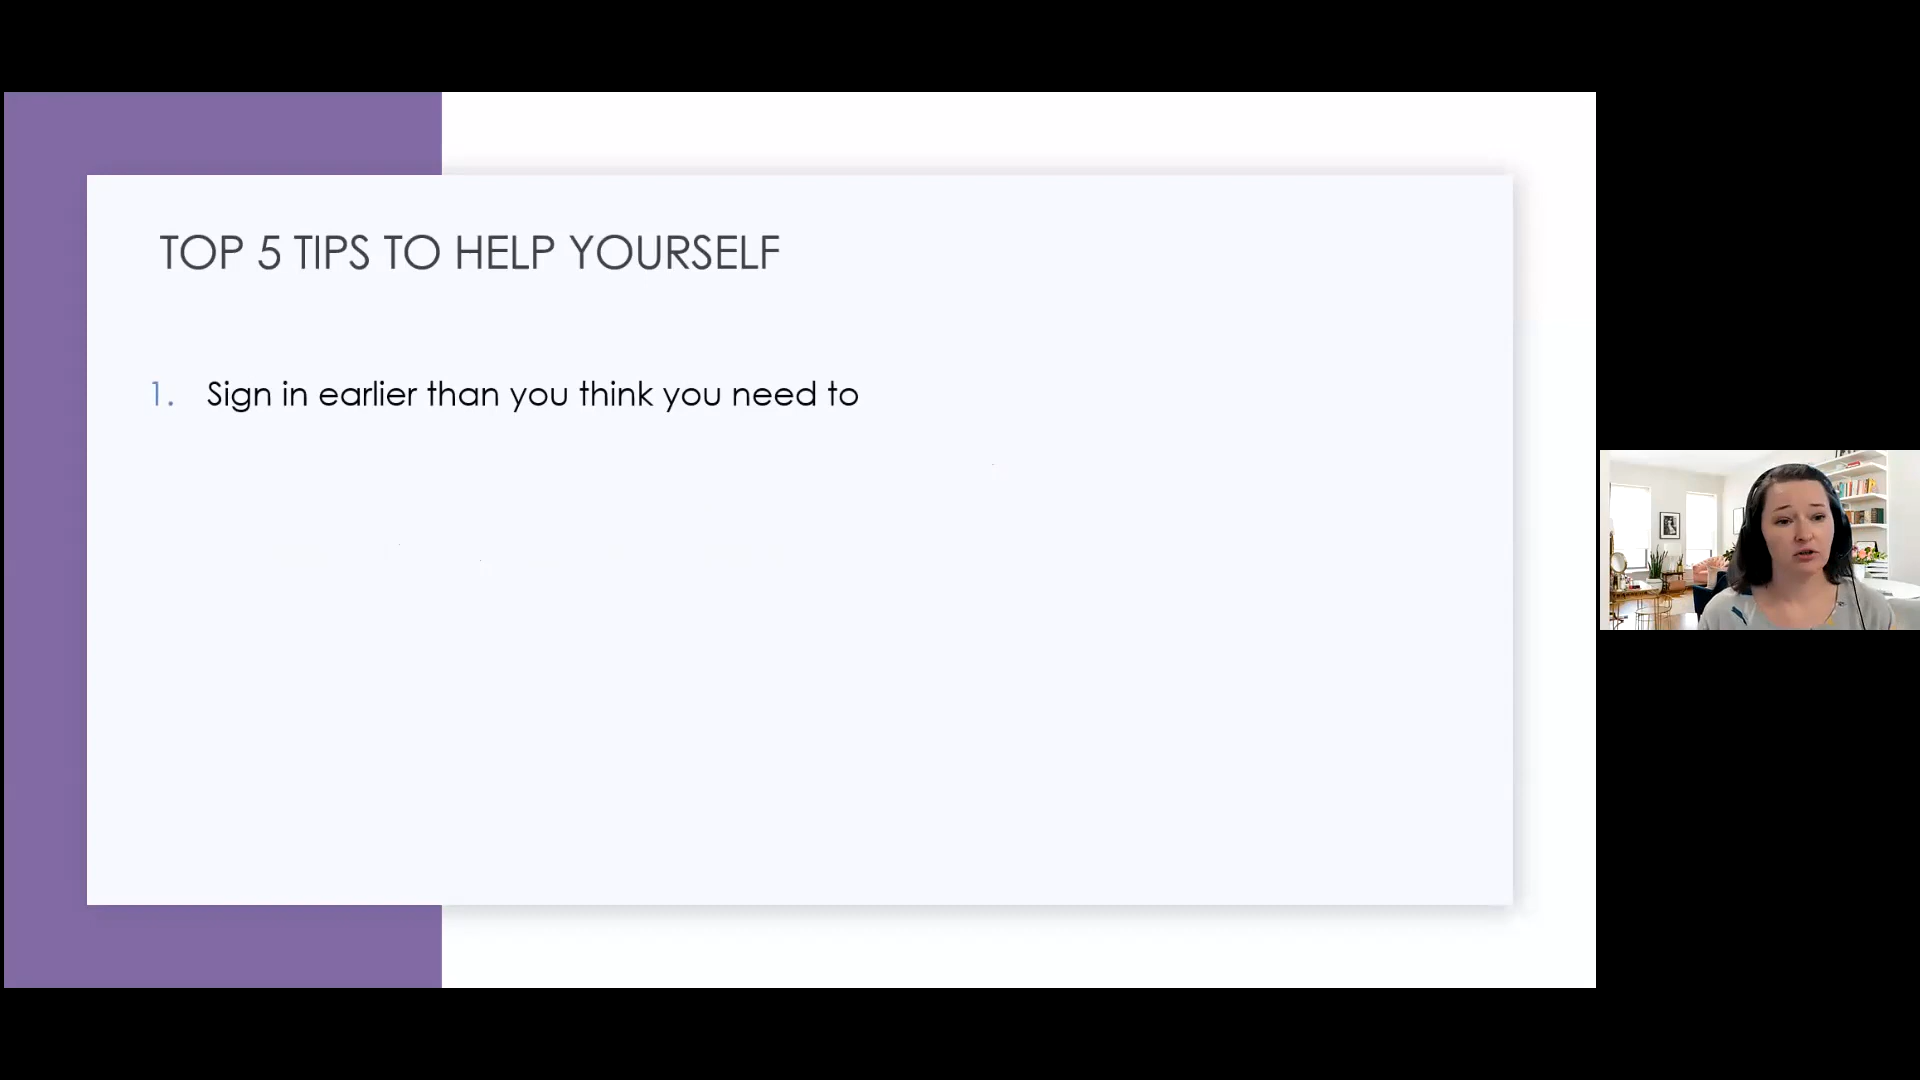 TOP 5 TIPS TO HELP YOURSELF
1. Sign in earlier than you think you need to